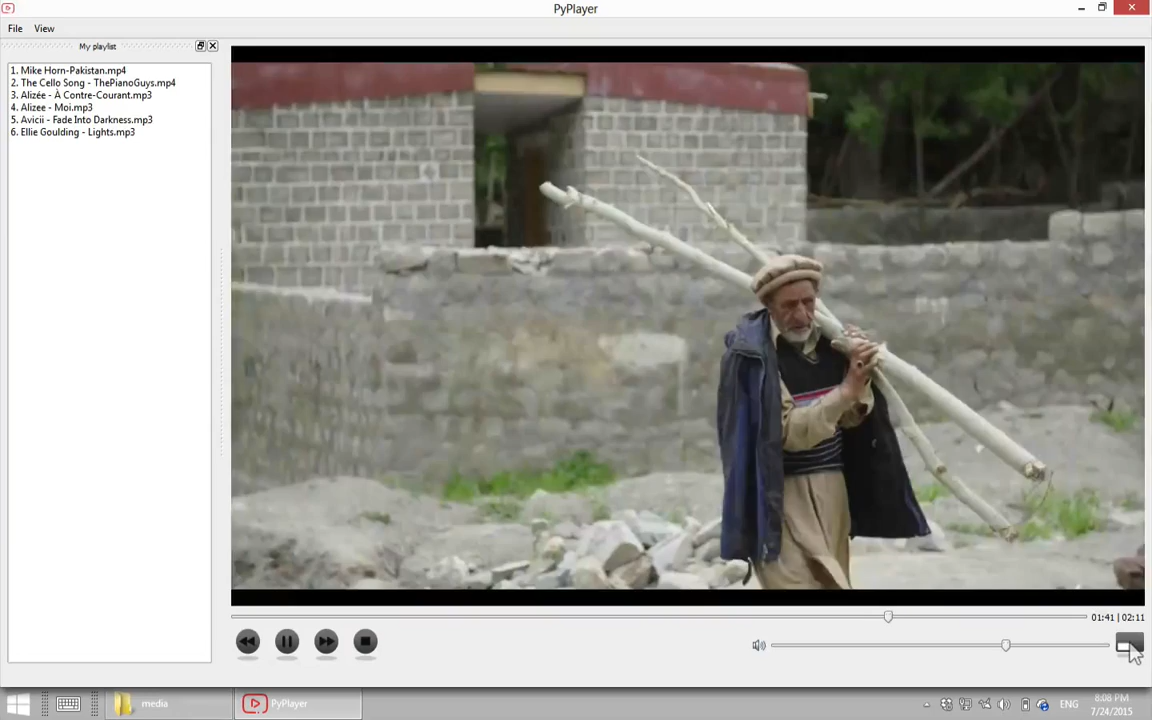 PyPlayer
File View
My playlist
1. Mike Horn-Pakistan.mp4
2. The Cello Song - ThePianoGuys.mp4
3. Alizée - À Contre-Courant.mp3
4. Alizee - Moi.mp3
5. Avicii - Fade Into Darkness.mp3
6. Ellie Goulding - Lights.mp3
01:41 | 02:11
media
PyPlayer
ENG
8:08 PM
7/24/2015